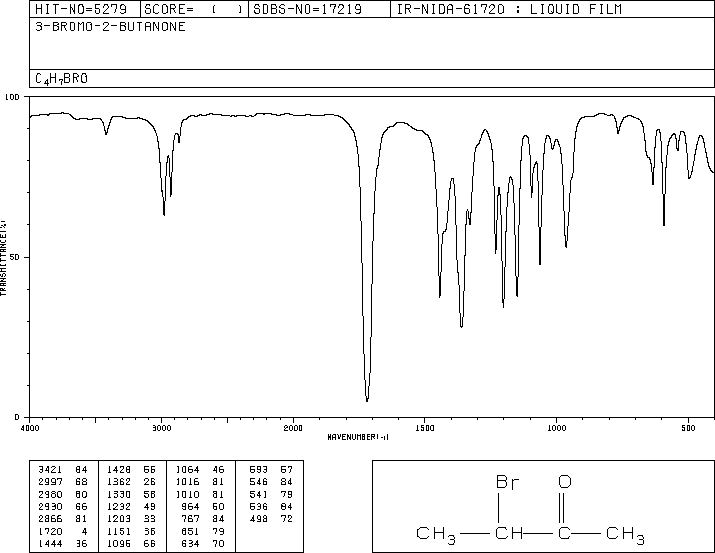 HIT-NO=5279 SCORE= ( ) SDBS-NO=17219 IR-NIDA-61720 : LIQUID FILM
3-BROMO-2-BUTANONE
C4H7BRO
100
50
0
TRANSMITTANCE(%)
4000 3000 2000 1500 1000 500
WAVENUMBER(-1)
3421 84 1428 56 1064 46 593 57
2997 68 1362 26 1016 81 546 84
2980 60 1330 58 1010 81 541 79
2930 66 1232 49 964 50 536 84
2866 81 1203 33 767 84 498 72
1720 4 1151 36 651 79
1444 36 1096 66 634 70
Br O
CH3 CH C CH3